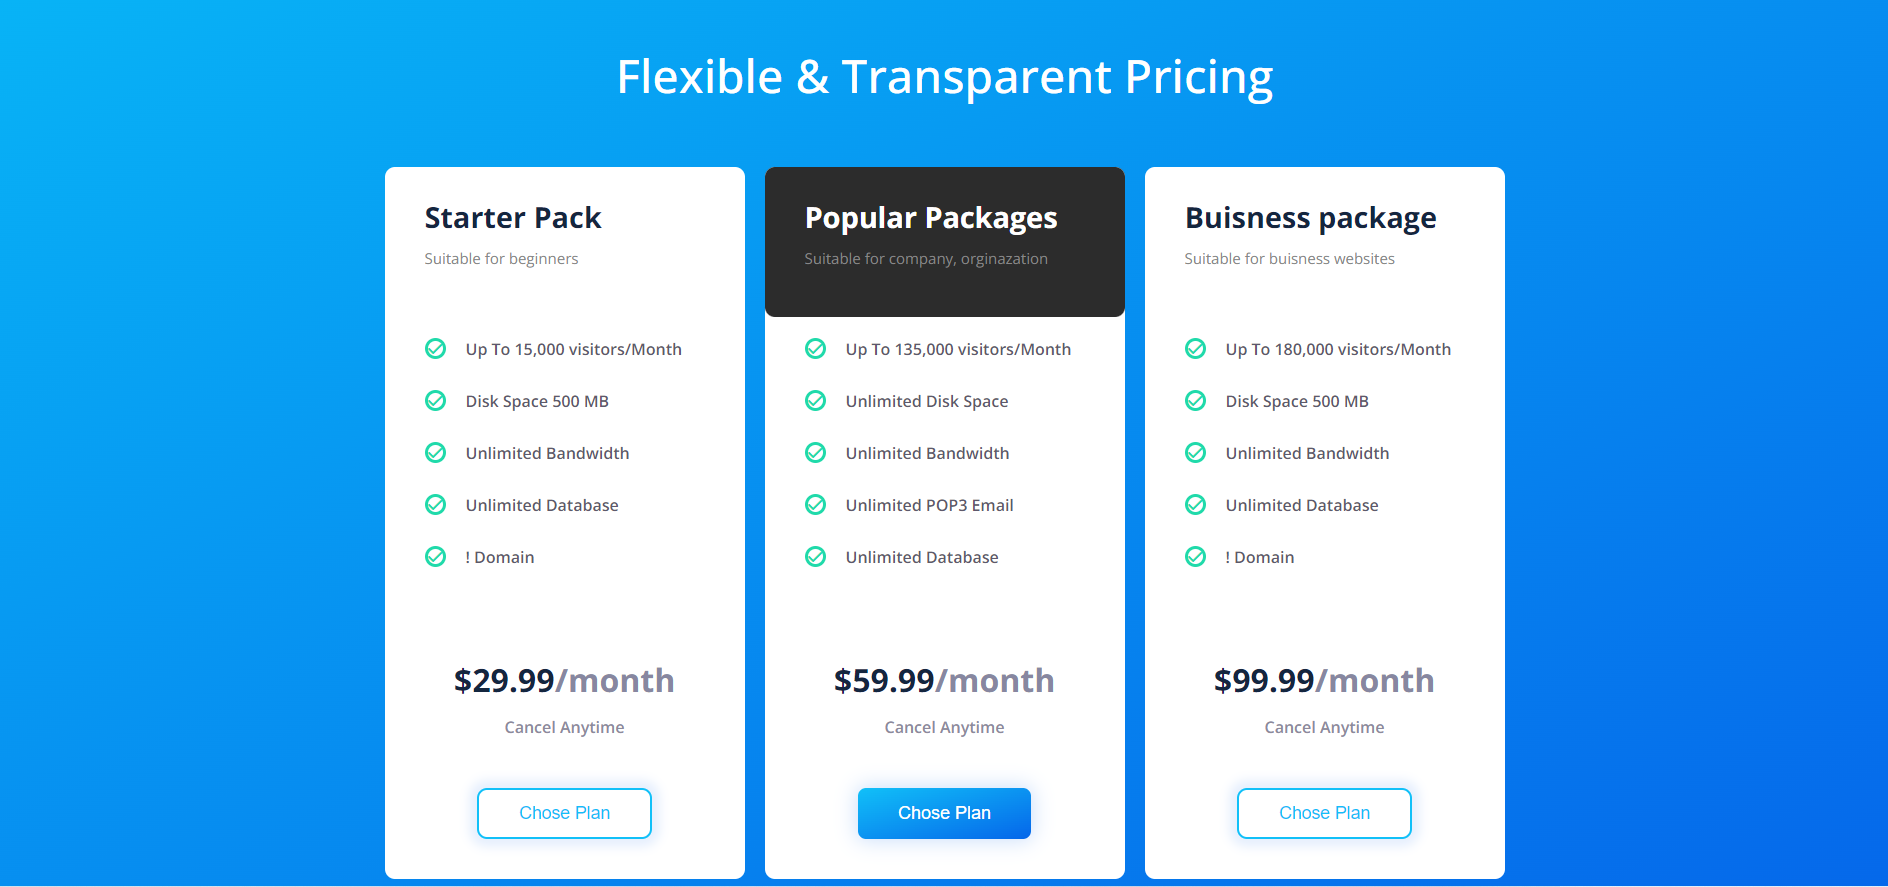 Flexible & Transparent Pricing
Starter Pack
Suitable for beginners
Up To 15,000 visitors/Month
Disk Space 500 MB
Unlimited Bandwidth
Unlimited Database
! Domain
$29.99/month
Cancel Anytime
Chose Plan
Popular Packages
Suitable for company, orginazation
Up To 135,000 visitors/Month
Unlimited Disk Space
Unlimited Bandwidth
Unlimited POP3 Email
Unlimited Database
$59.99/month
Cancel Anytime
Chose Plan
Buisness package
Suitable for buisness websites
Up To 180,000 visitors/Month
Disk Space 500 MB
Unlimited Bandwidth
Unlimited Database
! Domain
$99.99/month
Cancel Anytime
Chose Plan